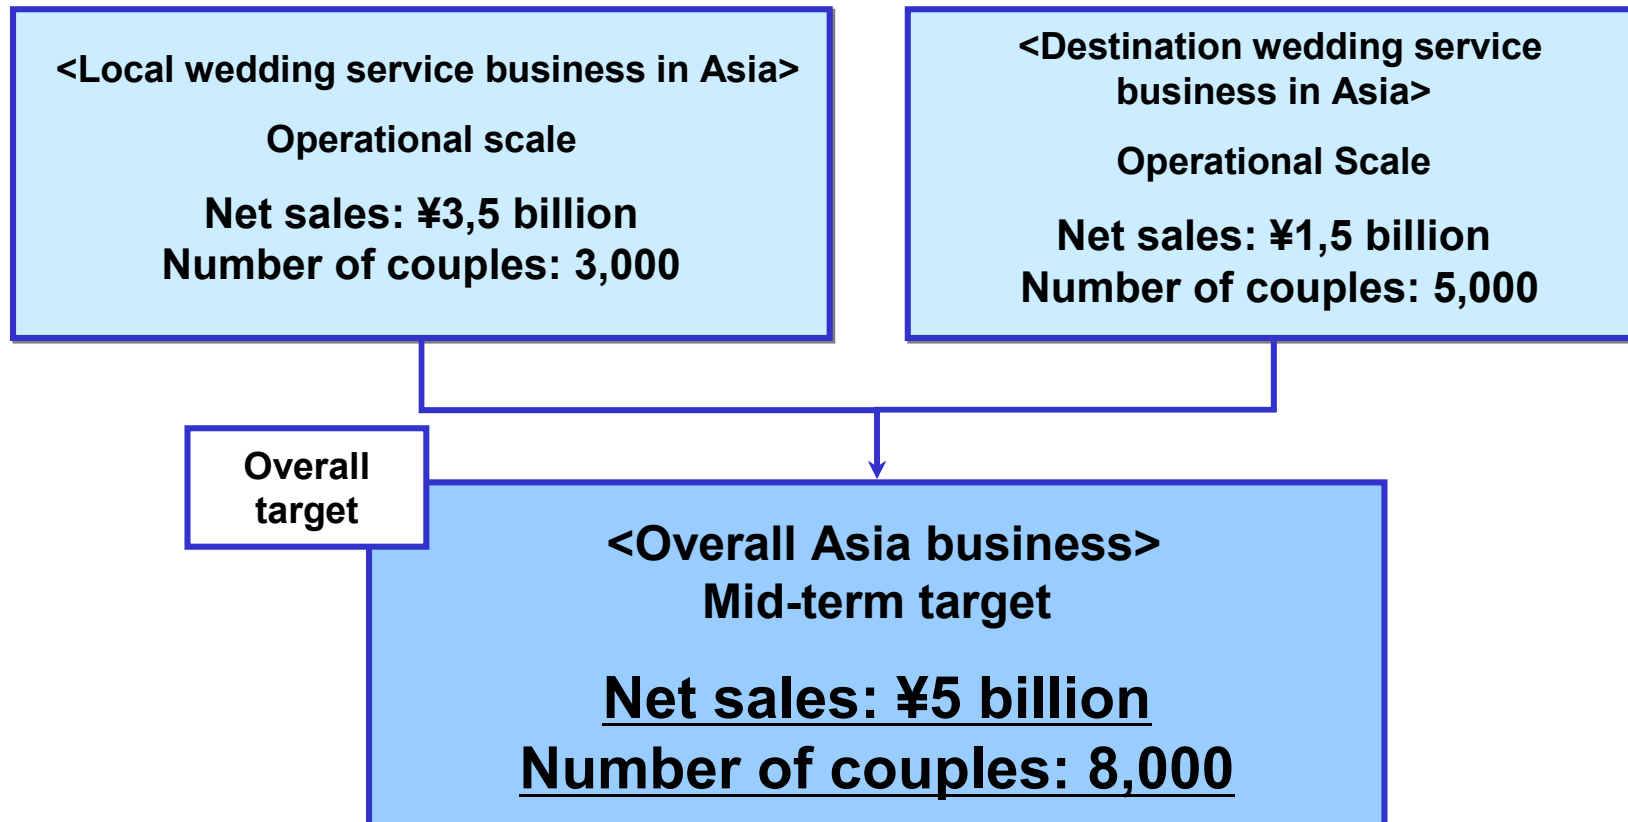 <Local wedding service business in Asia>
Operational scale
Net sales: ¥3,5 billion
Number of couples: 3,000
<Destination wedding service
business in Asia>
Operational Scale
Net sales: ¥1,5 billion
Number of couples: 5,000
Overall
target
<Overall Asia business>
Mid-term target
Net sales: ¥5 billion
Number of couples: 8,000